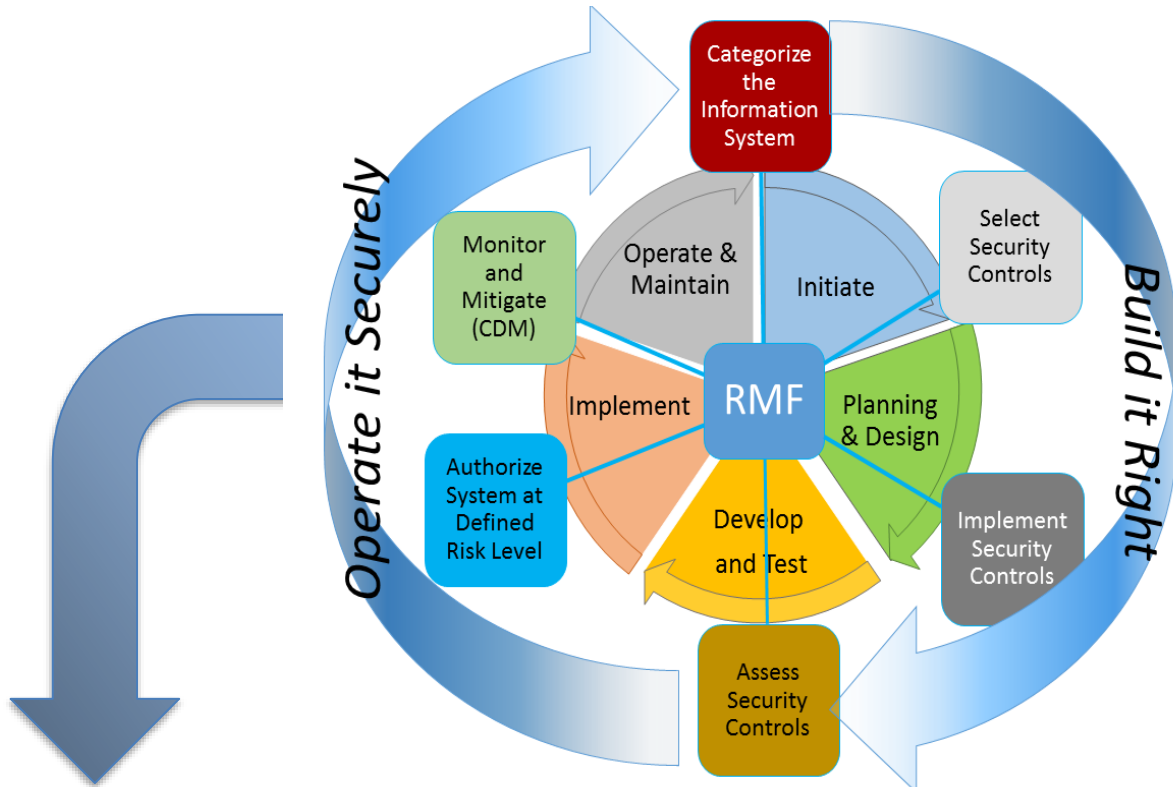 Categorize
the
Information
System
Select
Security
Controls
Build it Right
Implement
Security
Controls
Assess
Security
Controls
Authorize
System at
Defined
Risk Level
Monitor
and
Mitigate
(CDM)
Operate it Securely
Initiate
Planning
& Design
Develop
and Test
Implement
Operate &
Maintain
RMF